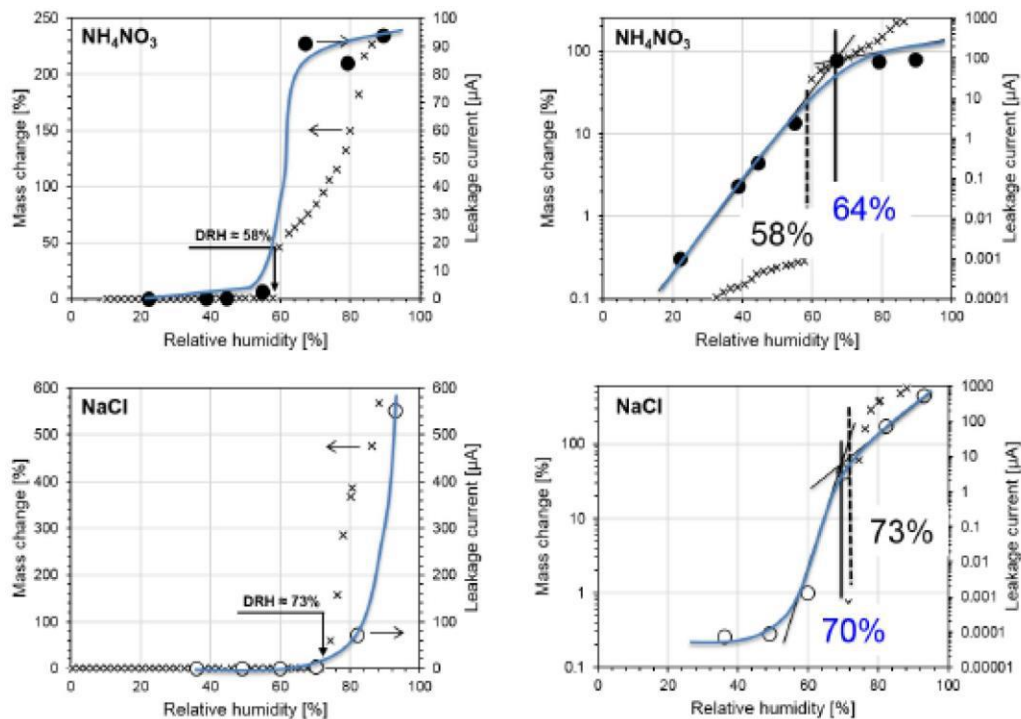 250
200
150
100
50
0
Mass change [%]
NH₄NO₃
DRH ≈ 58%
100
90
80
70
60
50
40
30
20
10
0
Leakage current [µA]
0 20 40 60 80 100
Relative humidity [%]
100
10
1
0.1
Mass change [%]
NH₄NO₃
58%
64%
1000
100
10
1
0.1
0.01
0.001
0.0001
Leakage current [µA]
0 20 40 60 80 100
Relative humidity [%]
600
500
400
300
200
100
0
Mass change [%]
NaCl
DRH ≈ 73%
600
500
400
300
200
100
0
Leakage current [µA]
0 20 40 60 80 100
Relative humidity [%]
100
10
1
0.1
Mass change [%]
NaCl
73%
70%
1000
100
10
1
0.1
0.01
0.001
0.0001
0.00001
Leakage current [µA]
0 20 40 60 80 100
Relative humidity [%]